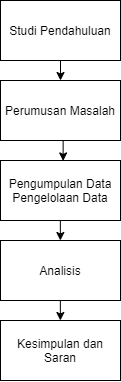 Studi Pendahuluan
Perumusan Masalah
Pengumpulan Data
Pengelolaan Data
Analisis
Kesimpulan dan
Saran